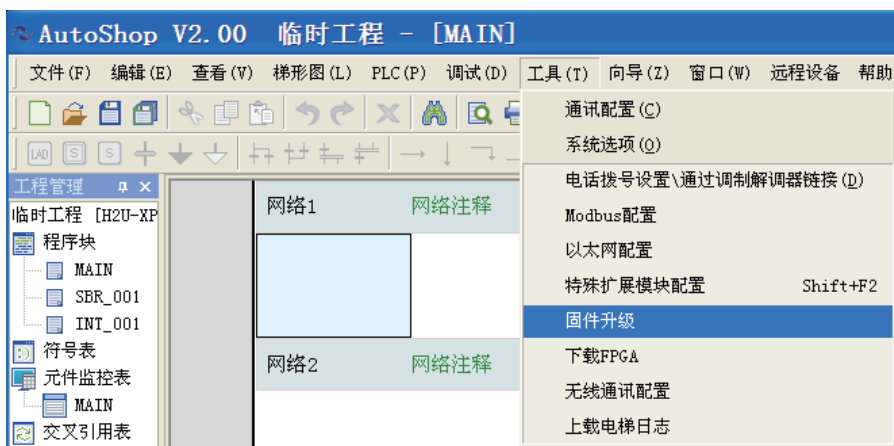 AutoShop V2.00 临时工程 - [MAIN]
文件(F) 编辑(E) 查看(V) 梯形图(L) PLC(P) 调试(D) 工具(T) 向导(Z) 窗口(W) 远程设备 帮助
LAD S S
工程管理
临时工程 [H2U-XP
程序块
MAIN
SBR_001
INT_001
符号表
元件监控表
MAIN
交叉引用表
网络1 网络注释
网络2 网络注释
通讯配置(C)
系统选项(O)
电话拨号设置\通过调制解调器链接(D)
Modbus配置
以太网配置
特殊扩展模块配置 Shift+F2
固件升级
下载FPGA
无线通讯配置
上载电梯日志